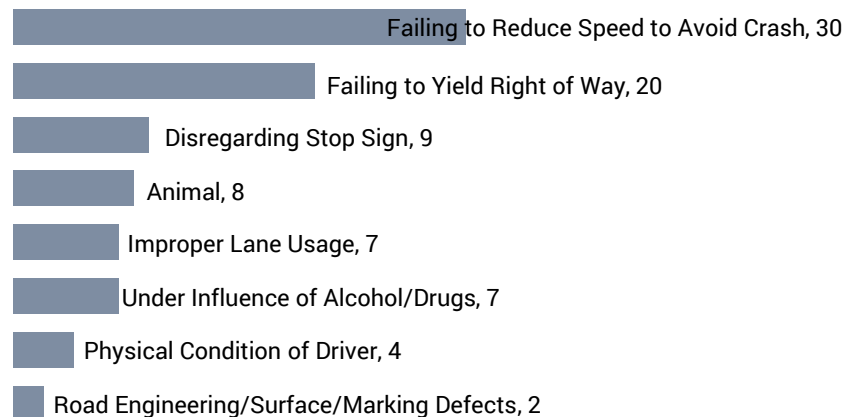 Failing to Reduce Speed to Avoid Crash, 30
Failing to Yield Right of Way, 20
Disregarding Stop Sign, 9
Animal, 8
Improper Lane Usage, 7
Under Influence of Alcohol/Drugs, 7
Physical Condition of Driver, 4
Road Engineering/Surface/Marking Defects, 2